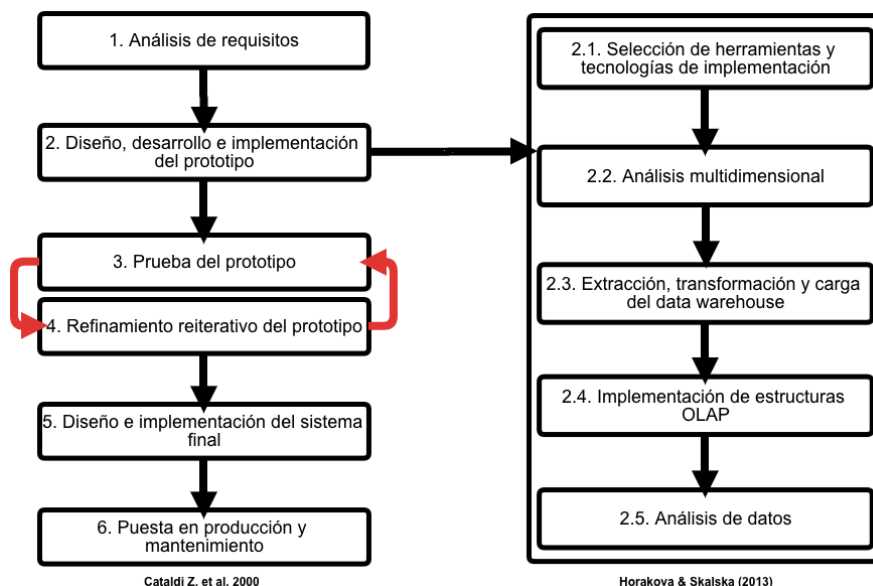 1. Análisis de requisitos
2. Diseño, desarrollo e implementación
del prototipo
3. Prueba del prototipo
4. Refinamiento reiterativo del prototipo
5. Diseño e implementación del sistema
final
6. Puesta en producción y
mantenimiento
Cataldi Z. et al. 2000
2.1. Selección de herramientas y
tecnologías de implementación
2.2. Análisis multidimensional
2.3. Extracción, transformación y carga
del data warehouse
2.4. Implementación de estructuras
OLAP
2.5. Análisis de datos
Horakova & Skalska (2013)